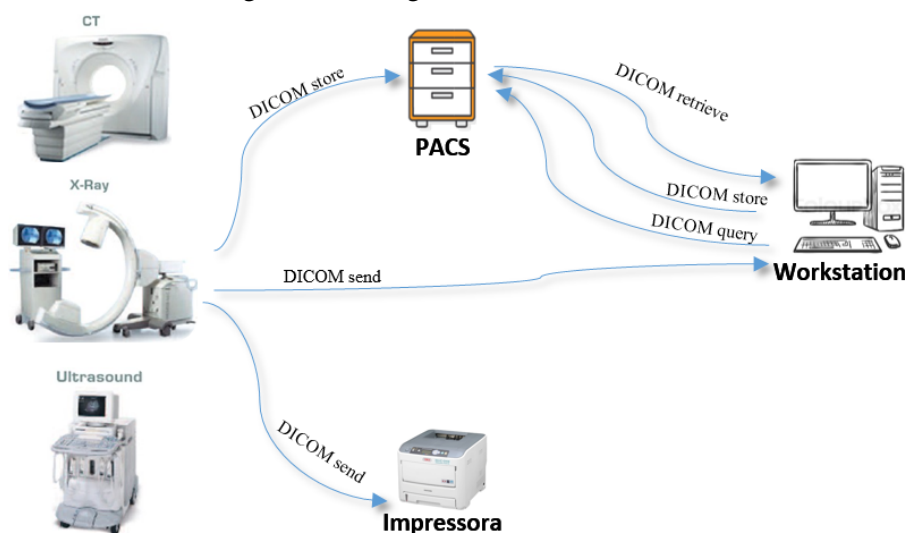 CT
DICOM store
PACS
DICOM retrieve
X-Ray
DICOM store
DICOM query
DICOM send
Workstation
Ultrasound
DICOM send
Impressora